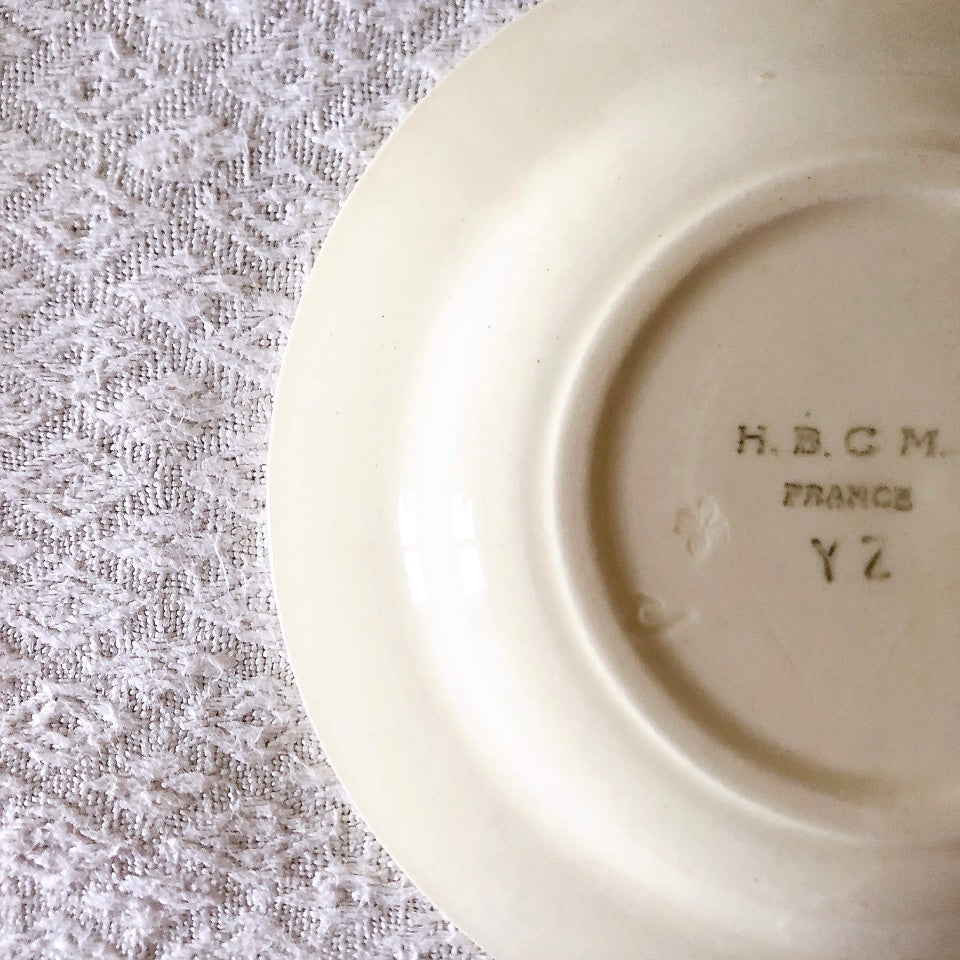 H. B. C M.
FRANCE
Y Z